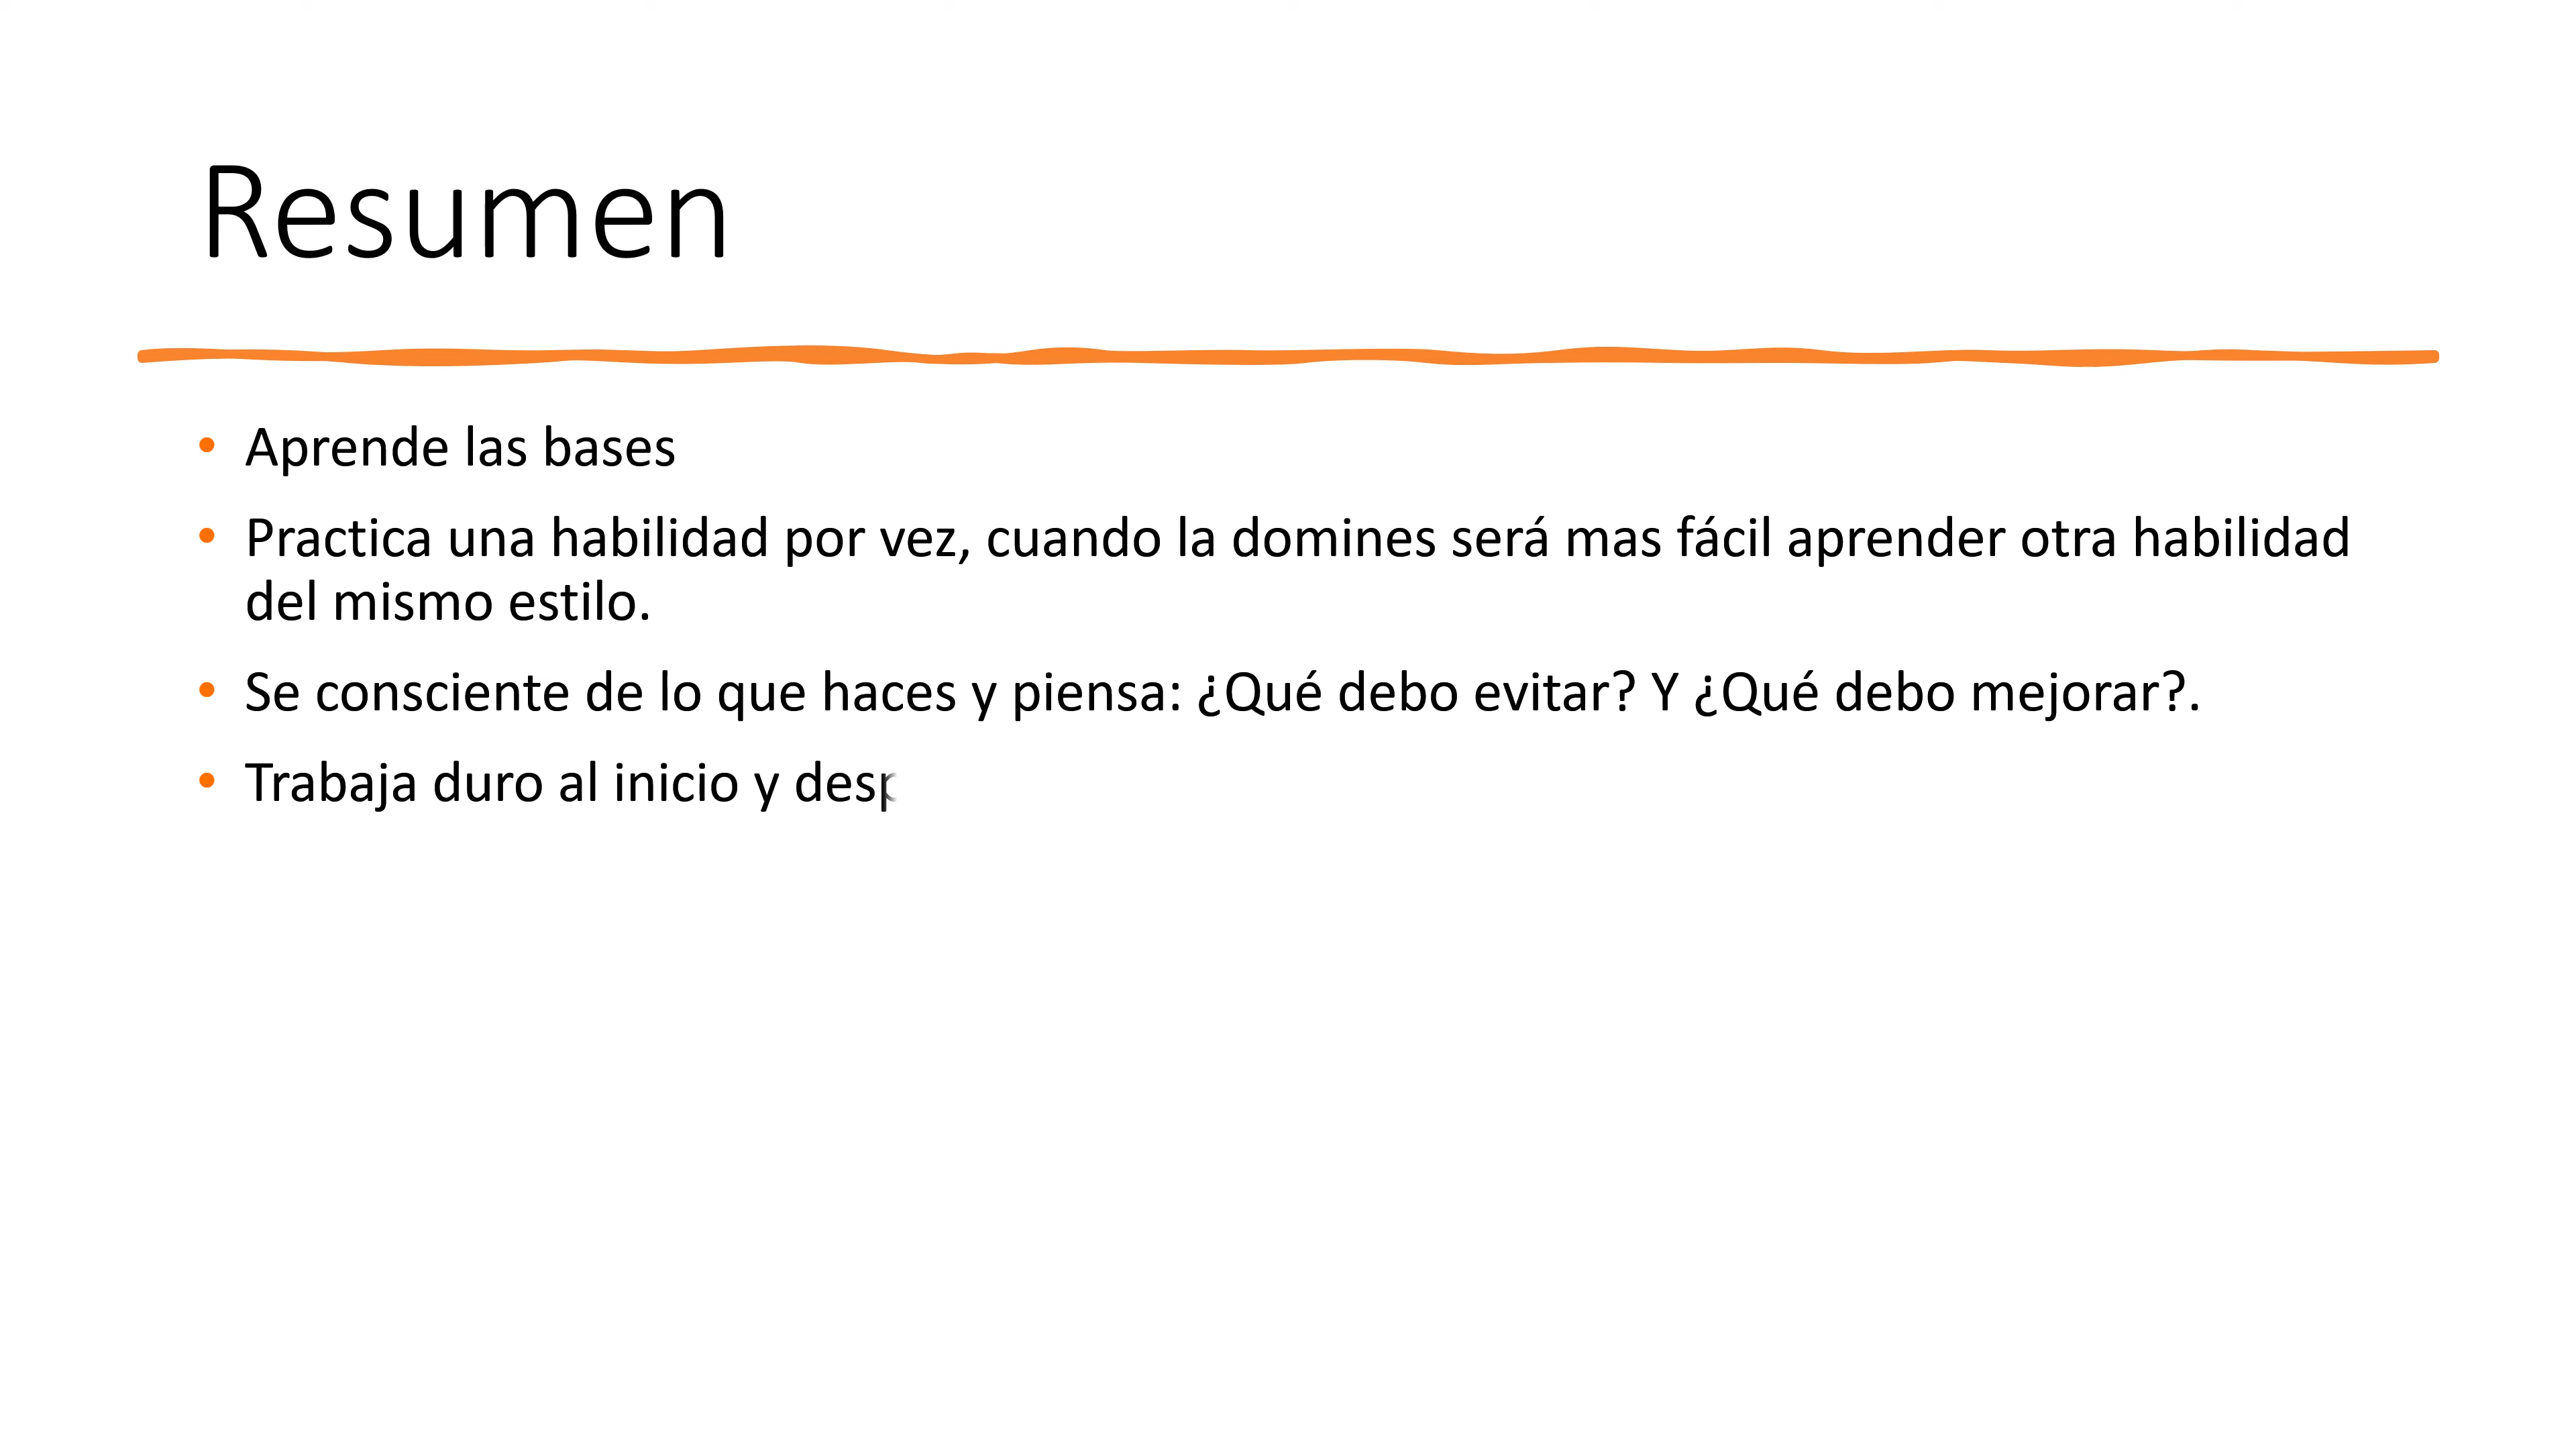 Resumen
• Aprende las bases
• Practica una habilidad por vez, cuando la domines será mas fácil aprender otra habilidad
del mismo estilo.
• Se consciente de lo que haces y piensa: ¿Qué debo evitar? Y ¿Qué debo mejorar?.
• Trabaja duro al inicio y desp